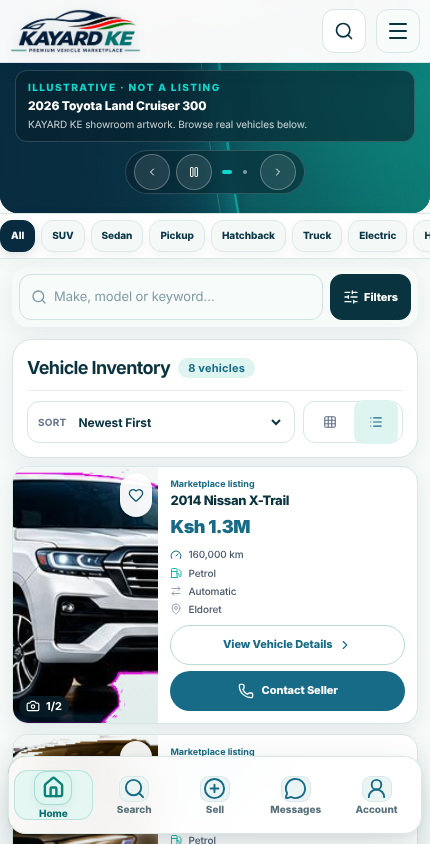 KAYARD KE
PREMIUM VEHICLE MARKETPLACE
ILLUSTRATIVE · NOT A LISTING
2026 Toyota Land Cruiser 300
KAYARD KE showroom artwork. Browse real vehicles below.
All SUV Sedan Pickup Hatchback Truck Electric H
Make, model or keyword...
Filters
Vehicle Inventory 8 vehicles
SORT Newest First
Marketplace listing
2014 Nissan X-Trail
Ksh 1.3M
160,000 km
Petrol
Automatic
Eldoret
View Vehicle Details
1/2
Contact Seller
Marketplace listing
Petrol
Home Search Sell Messages Account